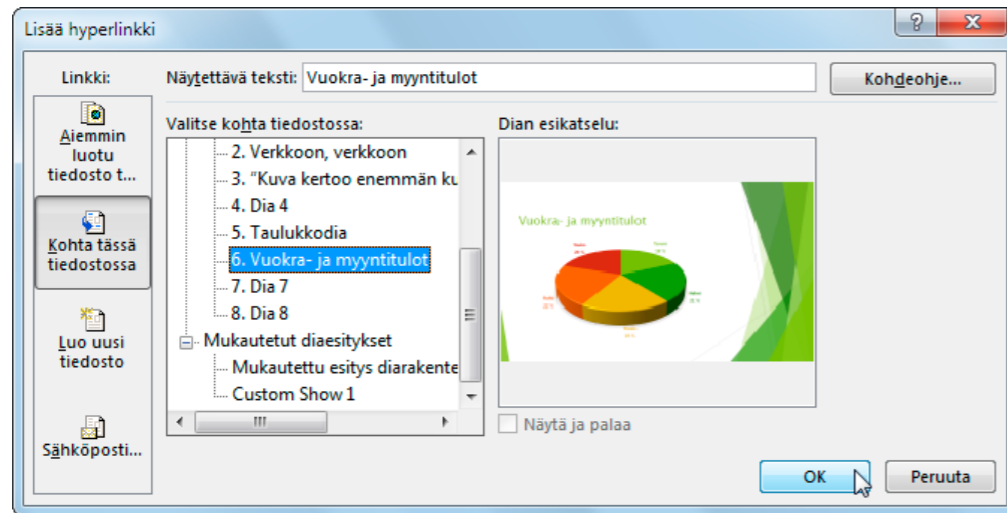 Lisää hyperlinkki
Linkki:
Näytettävä teksti: Vuokra- ja myyntitulot
Kohdeohje...
Aiemmin
luotu
tiedosto t...
Kohta tässä
tiedostossa
Luo uusi
tiedosto
Sähköposti...
Valitse kohta tiedostossa:
2. Verkkoon, verkkoon
3. "Kuva kertoo enemmän ku
4. Dia 4
5. Taulukkodia
6. Vuokra- ja myyntitulot
7. Dia 7
8. Dia 8
Mukautetut diaesitykset
Mukautettu esitys diarakente
Custom Show 1
Dian esikatselu:
Vuokra- ja myyntitulot
Näytä ja palaa
OK
Peruuta